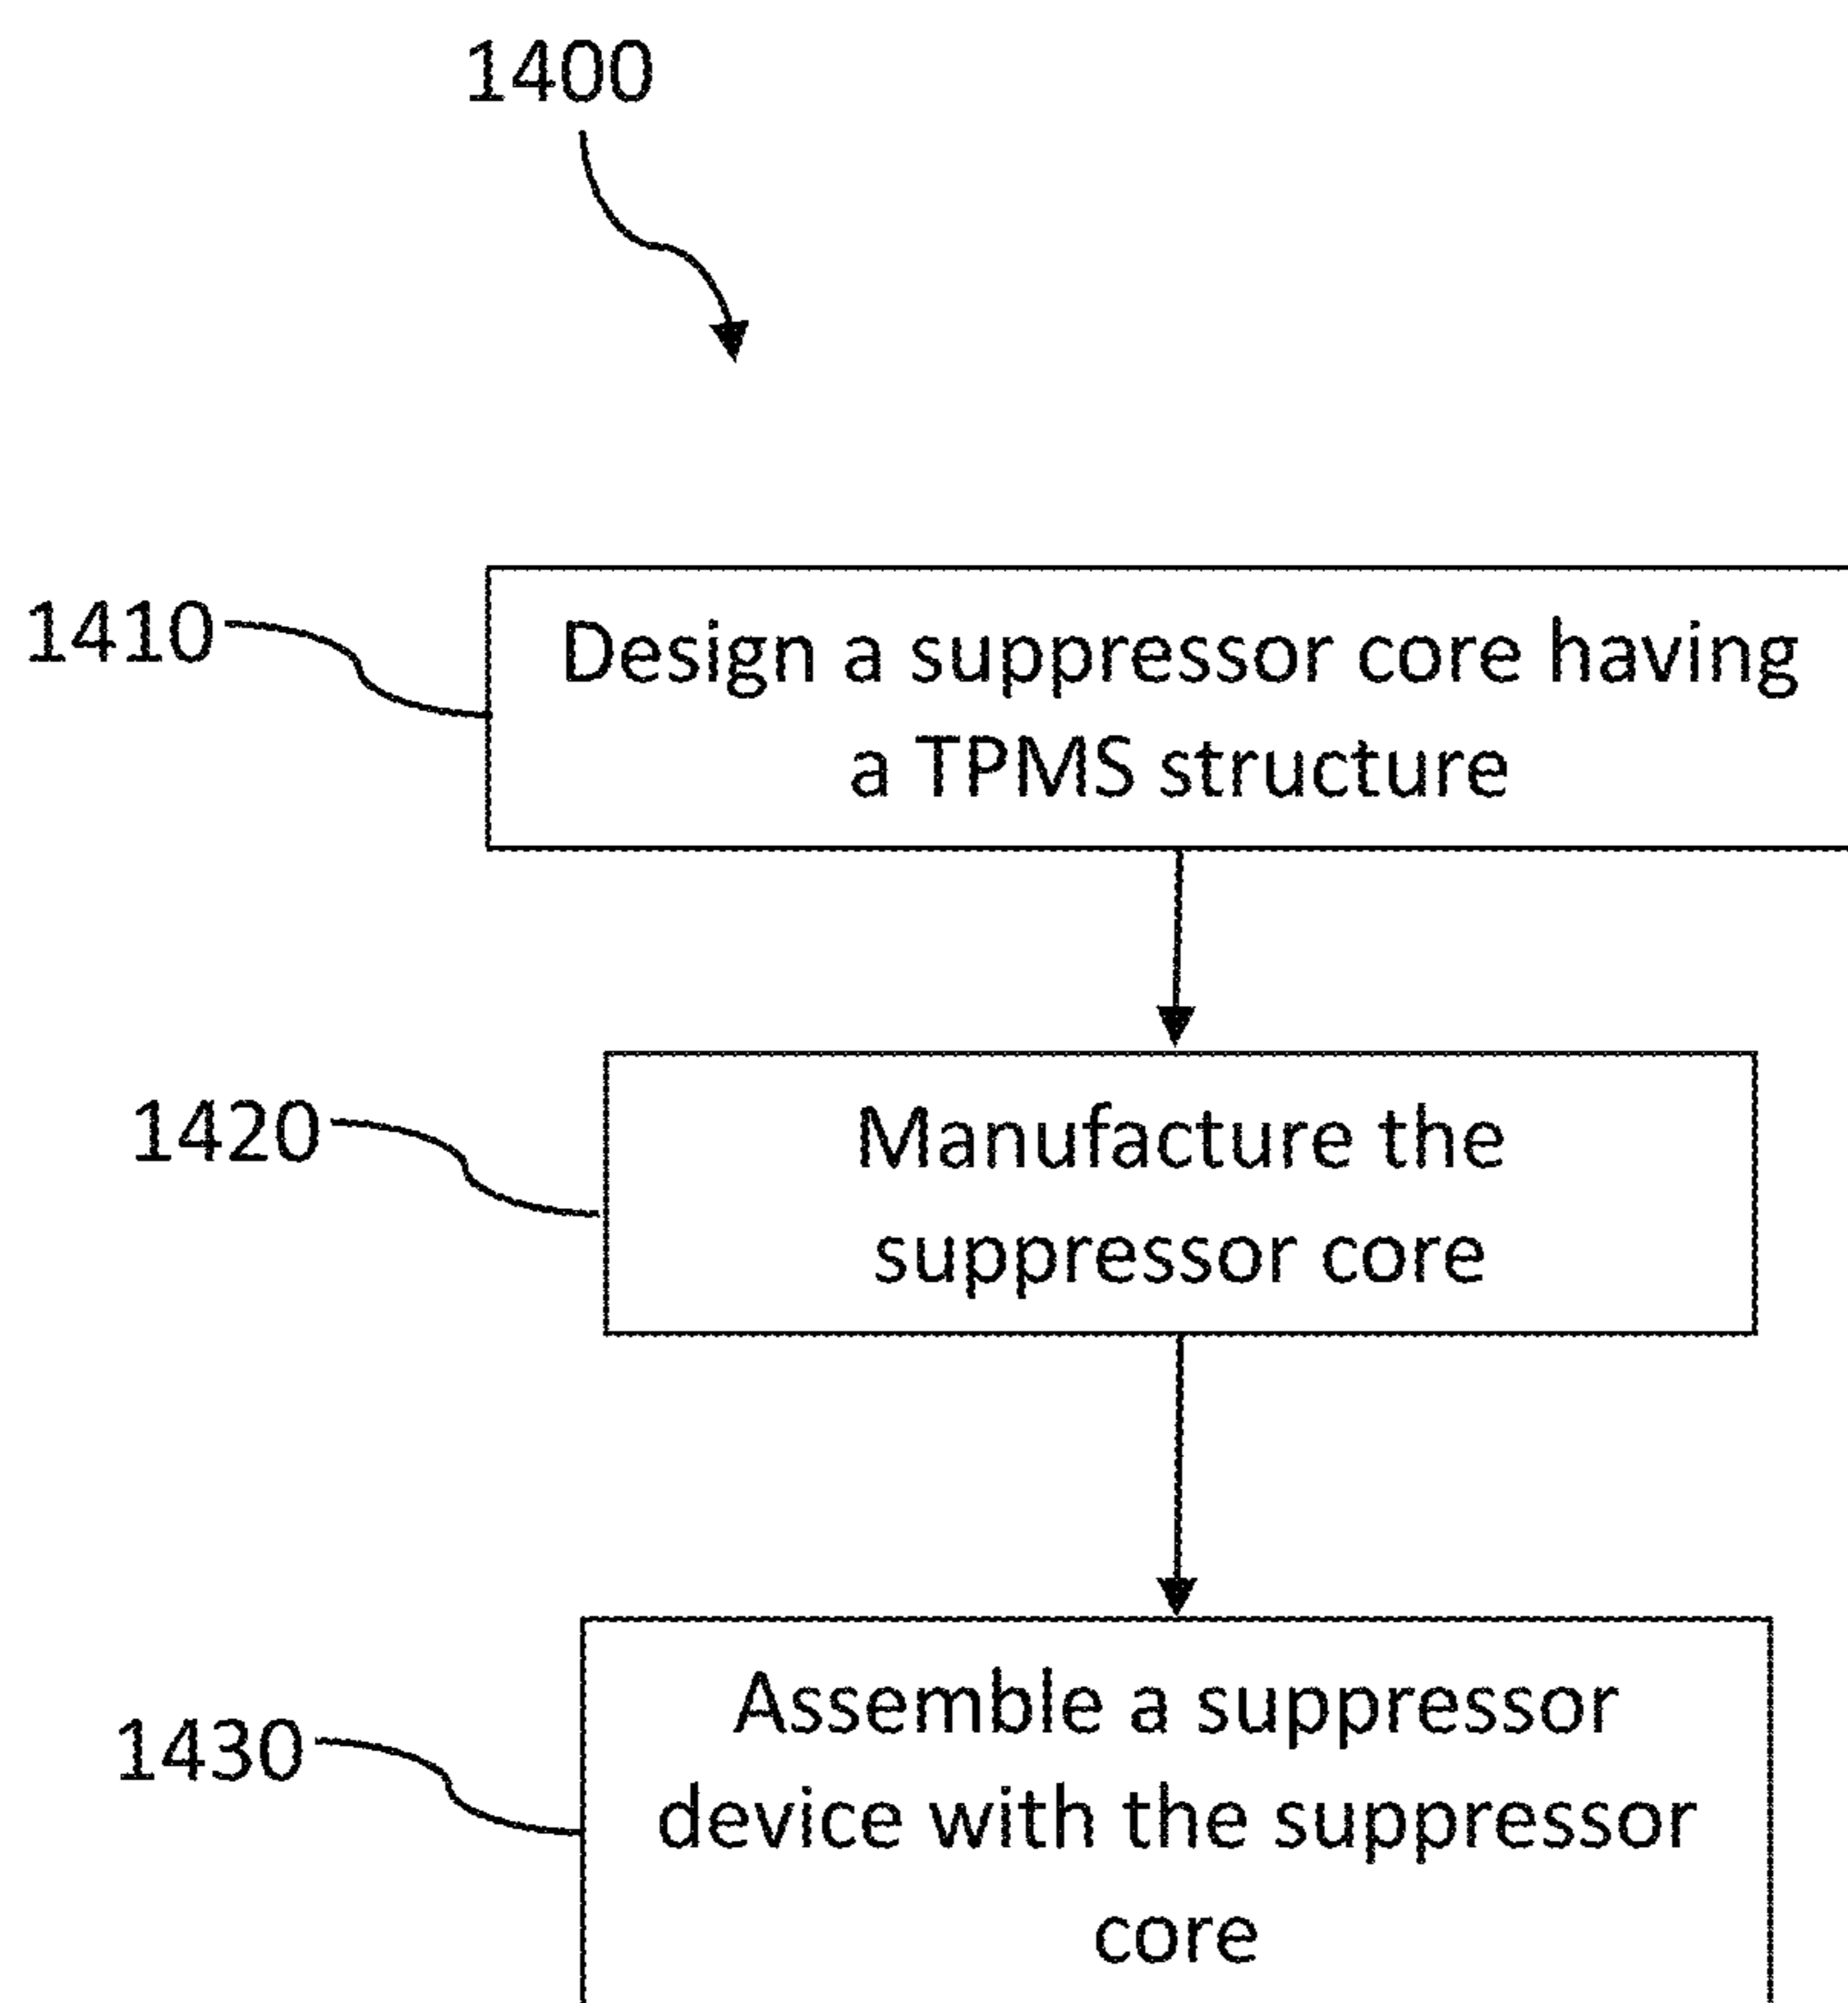 1400
1410
Design a suppressor core having
a TPMS structure
1420
Manufacture the
suppressor core
1430
Assemble a suppressor
device with the suppressor
core